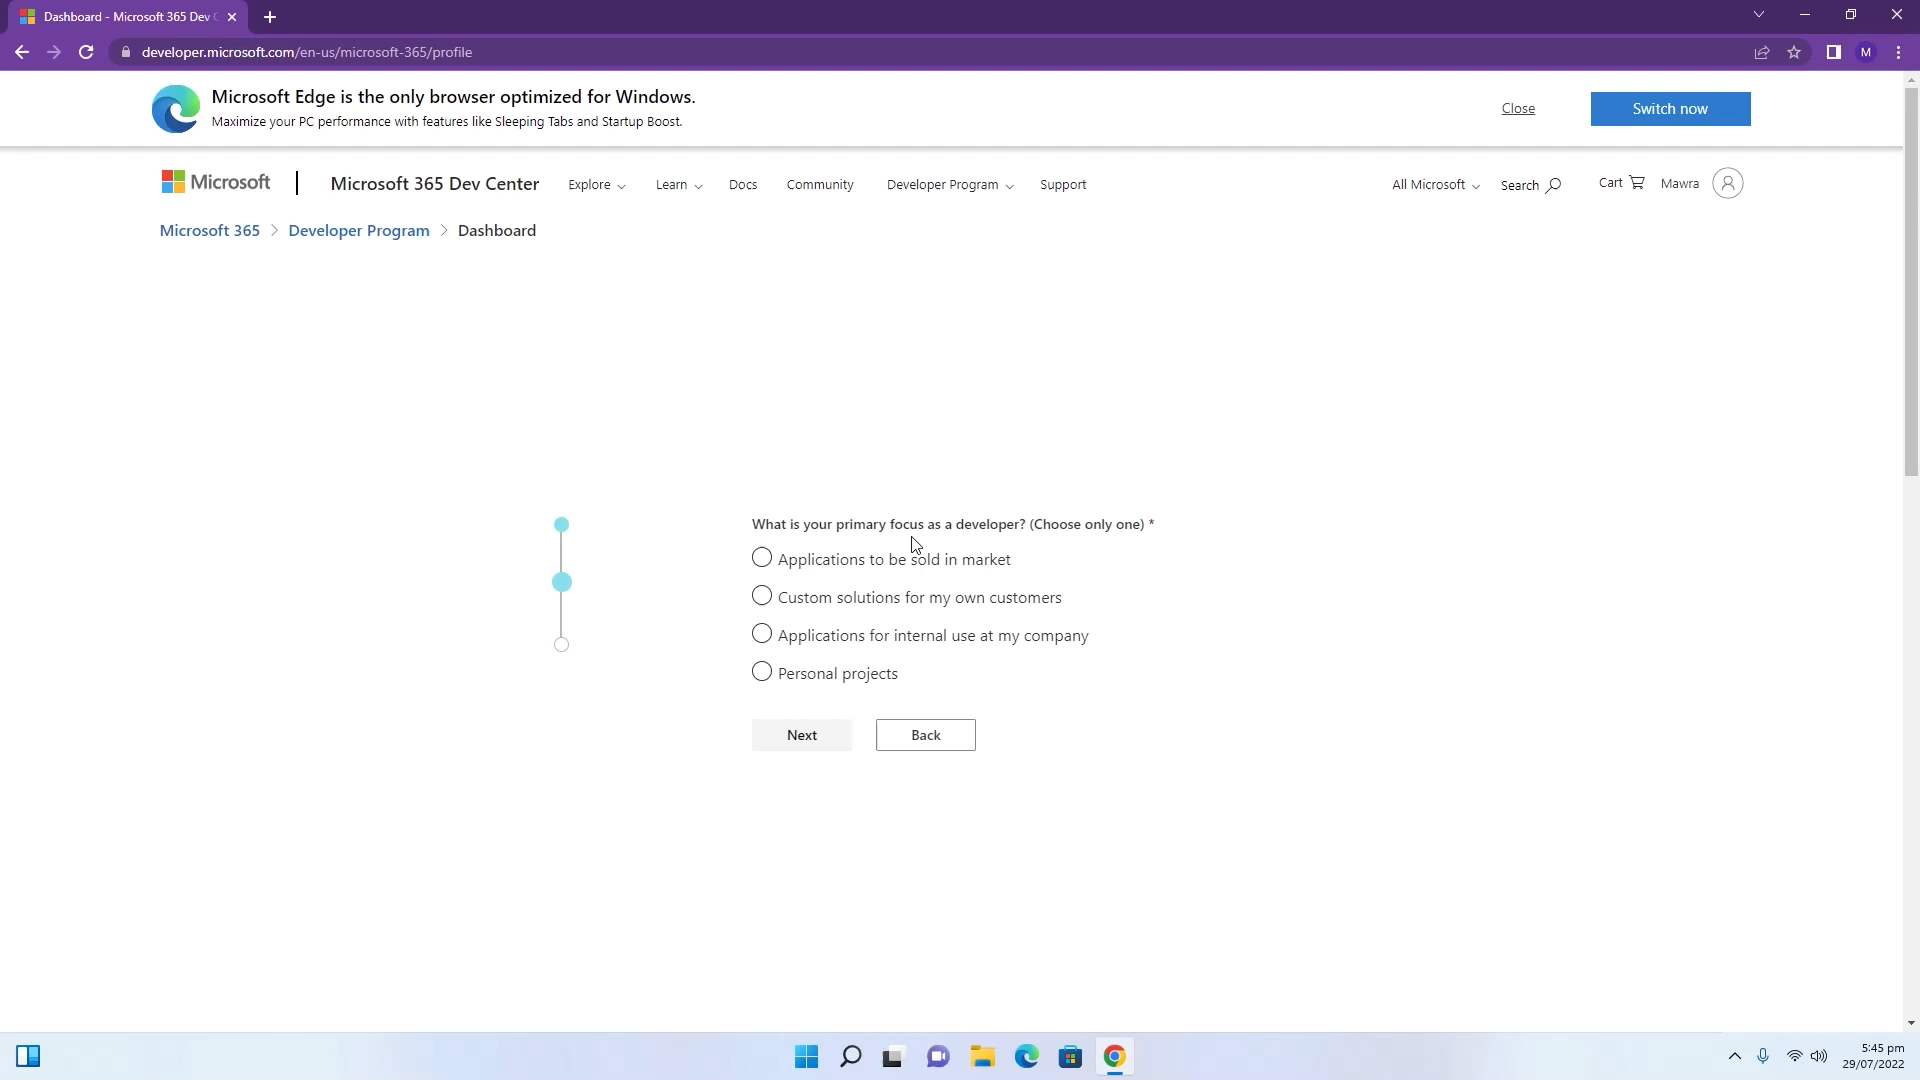 Dashboard - Microsoft 365 Dev C
developer.microsoft.com/en-us/microsoft-365/profile
M
Microsoft Edge is the only browser optimized for Windows.
Maximize your PC performance with features like Sleeping Tabs and Startup Boost.
Close
Switch now
Microsoft
Microsoft 365 Dev Center
Explore
Learn
Docs
Community
Developer Program
Support
All Microsoft
Search
Cart
Mawra
Microsoft 365 > Developer Program > Dashboard
What is your primary focus as a developer? (Choose only one) *
Applications to be sold in market
Custom solutions for my own customers
Applications for internal use at my company
Personal projects
Next
Back
5:45 pm
29/07/2022